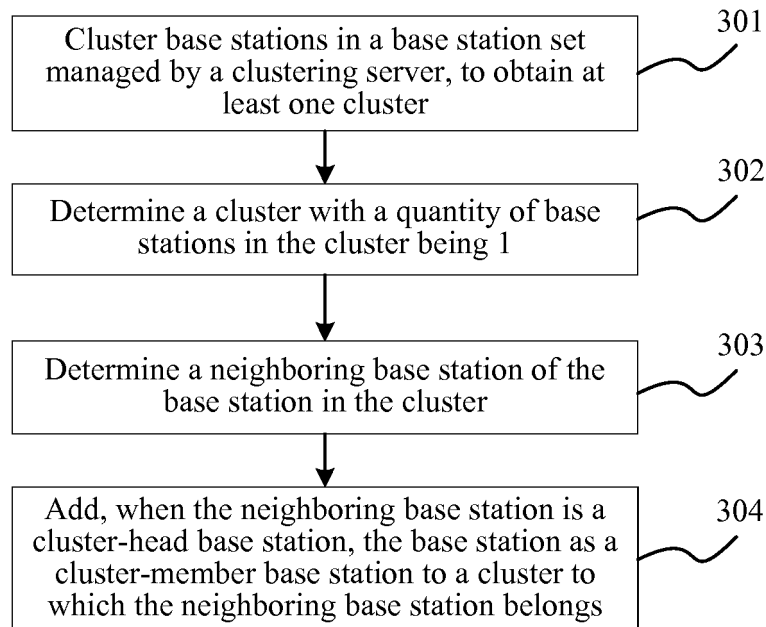 Cluster base stations in a base station set
managed by a clustering server, to obtain at
least one cluster
301
Determine a cluster with a quantity of base
stations in the cluster being 1
302
Determine a neighboring base station of the
base station in the cluster
303
Add, when the neighboring base station is a
cluster-head base station, the base station as a
cluster-member base station to a cluster to
which the neighboring base station belongs
304